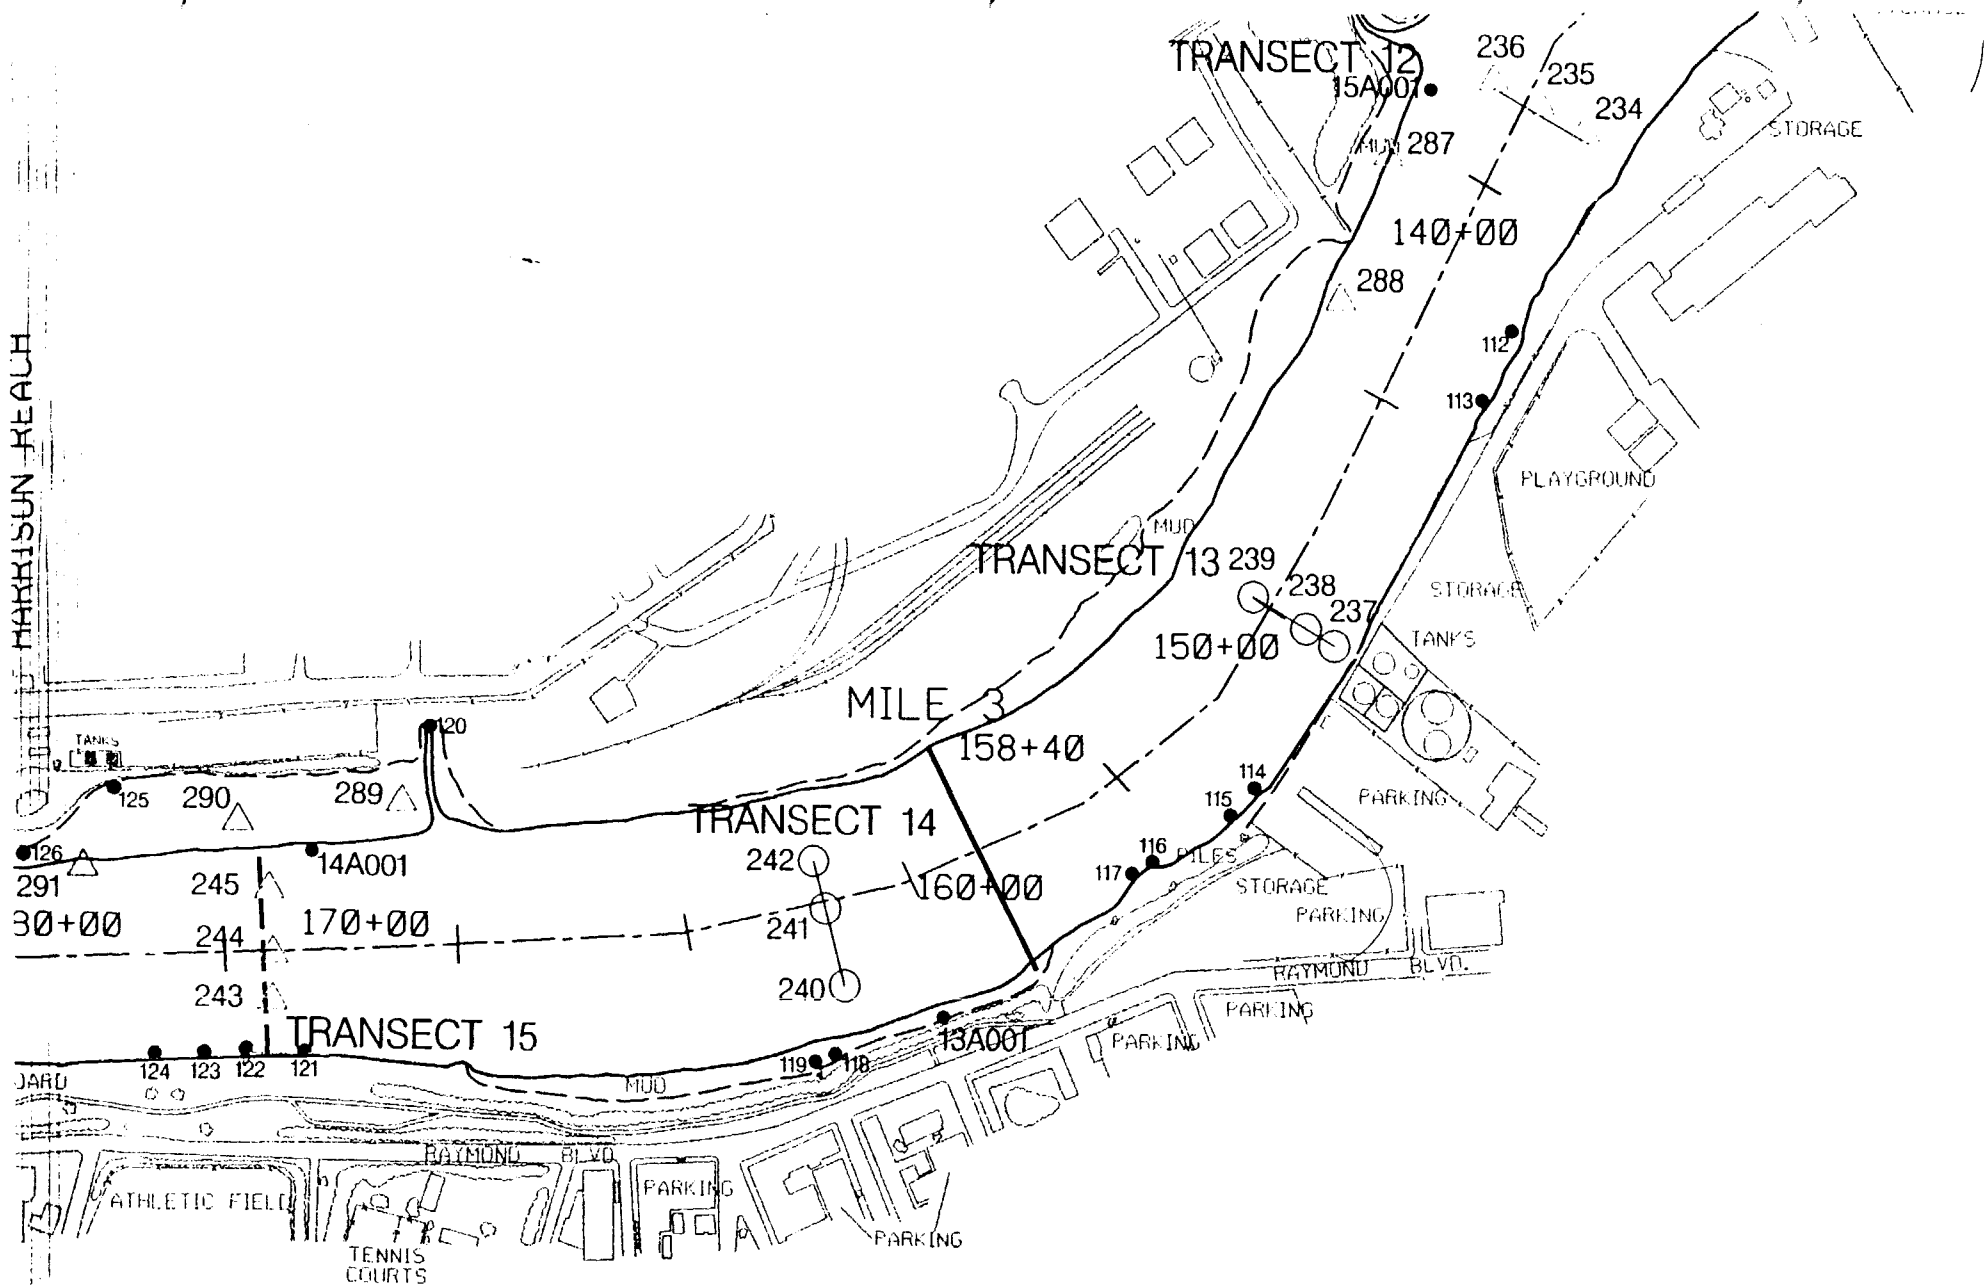 TRANSECT 12
236
235
234
15A001
STORAGE
MUD
287
140+00
288
112
113
HARRISON REACH
PLAYGROUND
MUD
TRANSECT 13
239
238
237
STORAGE
150+00
TANKS
MILE 3
158+40
120
TANKS
125
290
289
114
115
PARKING
TRANSECT 14
126
291
14A001
242
116
117
PILES
245
STORAGE
160+00
PARKING
30+00
244
170+00
241
RAYMOND BLVD.
243
240
PARKING
TRANSECT 15
13A001
PARKING
124
123
122
121
119
118
MUD
RAYMOND BLVD
ATHLETIC FIELD
PARKING
PARKING
TENNIS
COURTS